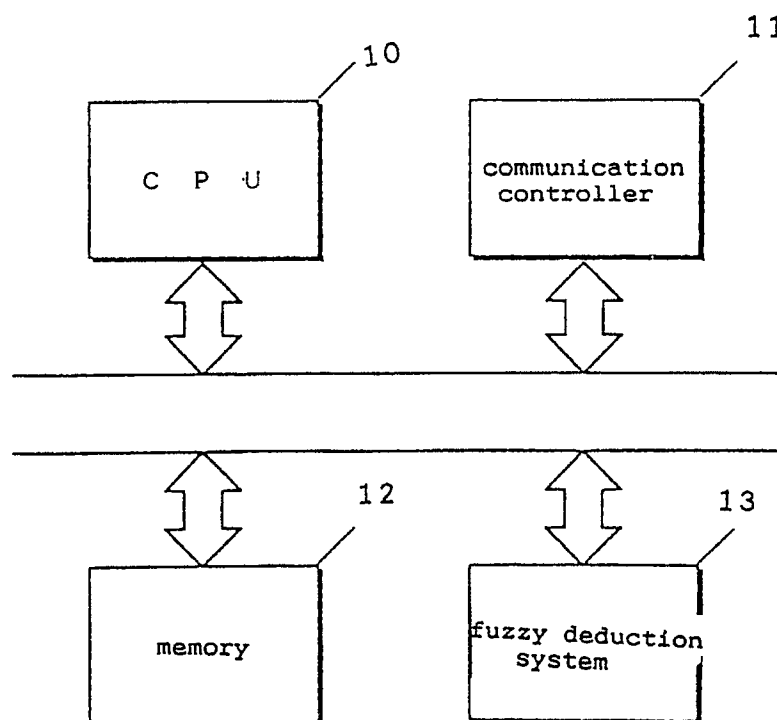 10
11
C P U
communication
controller
12
13
memory
fuzzy deduction
system